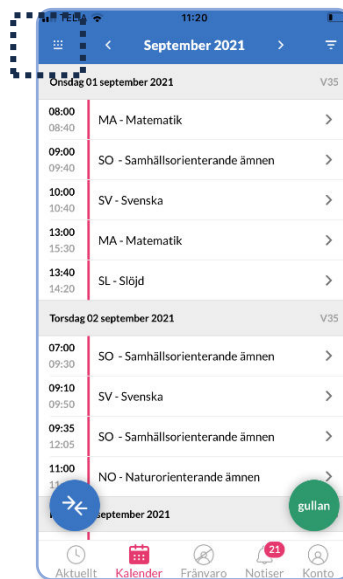 11:20
September 2021
Onsdag 01 september 2021 V35
08:00
08:40
MA - Matematik
09:00
09:40
SO - Samhällsorienterande ämnen
10:00
10:40
SV - Svenska
13:00
15:30
MA - Matematik
13:40
14:20
SL - Slöjd
Torsdag 02 september 2021 V35
07:00
09:30
SO - Samhällsorienterande ämnen
09:10
09:50
SV - Svenska
09:35
12:05
SO - Samhällsorienterande ämnen
11:00
NO - Naturorienterande ämnen
september 2021
gullan
21
Aktuellt Kalender Frånvaro Notiser Konto